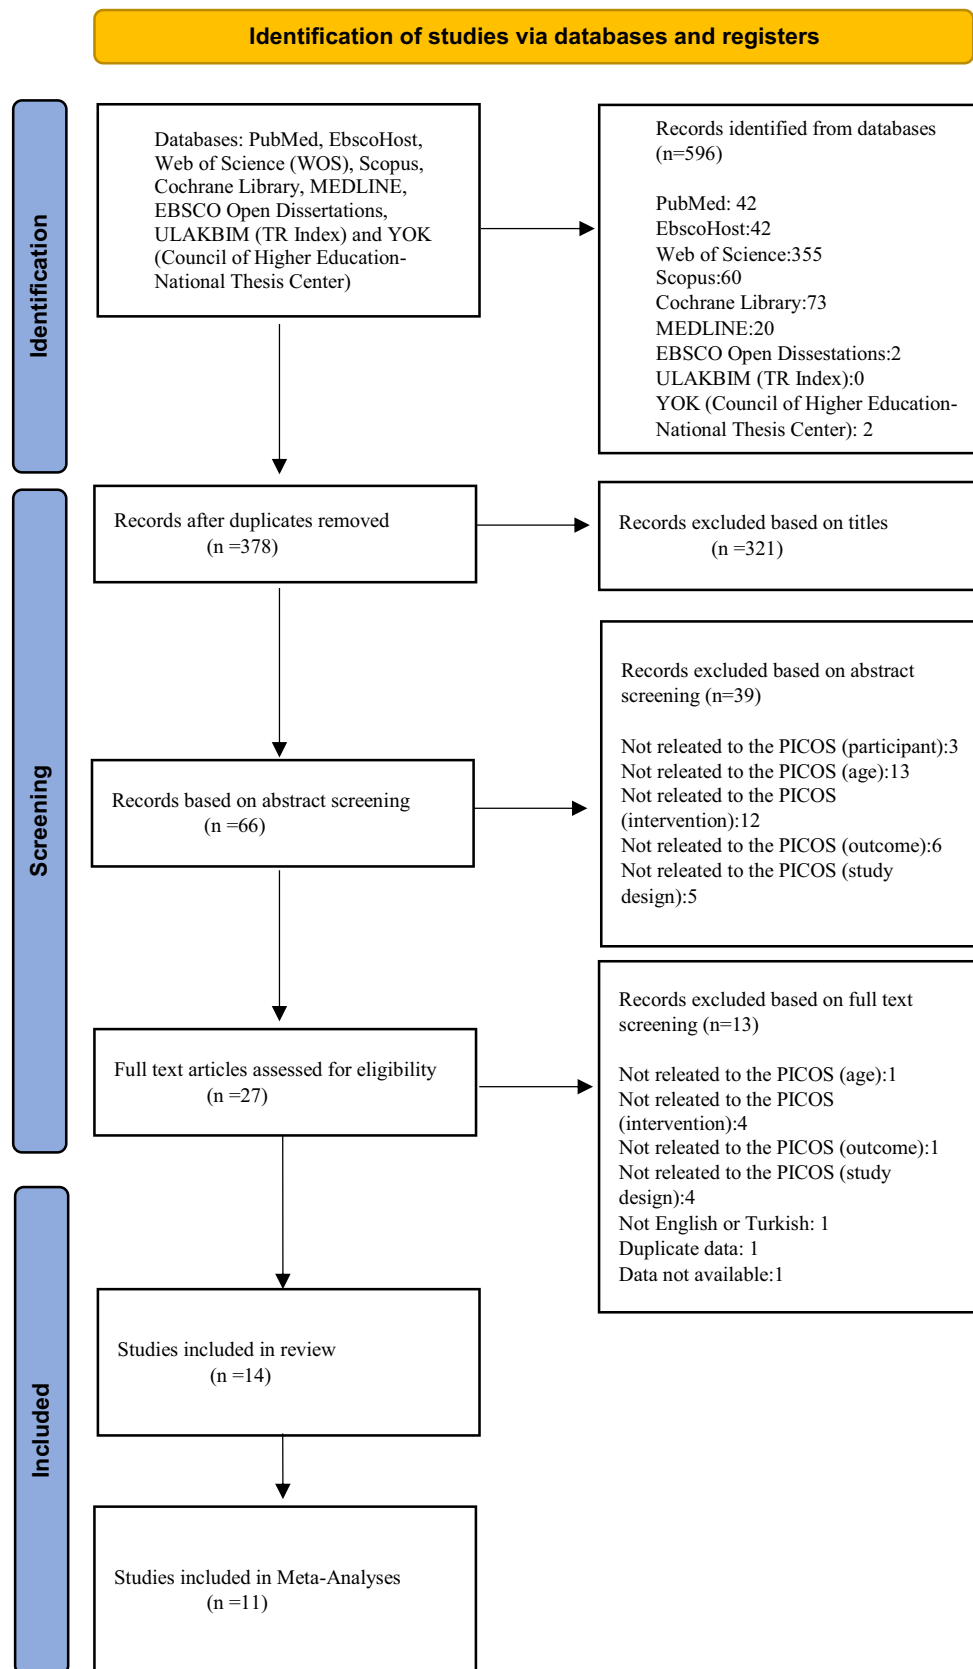 Identification of studies via databases and registers
Identification
Databases: PubMed, EbscoHost,
Web of Science (WOS), Scopus,
Cochrane Library, MEDLINE,
EBSCO Open Dissertations,
ULAKBIM (TR Index) and YOK
(Council of Higher Education-
National Thesis Center)
Records identified from databases
(n=596)
PubMed: 42
EbscoHost:42
Web of Science:355
Scopus:60
Cochrane Library:73
MEDLINE:20
EBSCO Open Dissestations:2
ULAKBIM (TR Index):0
YOK (Council of Higher Education-
National Thesis Center): 2
Screening
Records after duplicates removed
(n =378)
Records excluded based on titles
(n =321)
Records based on abstract screening
(n =66)
Records excluded based on abstract
screening (n=39)
Not releated to the PICOS (participant):3
Not releated to the PICOS (age):13
Not releated to the PICOS
(intervention):12
Not releated to the PICOS (outcome):6
Not releated to the PICOS (study
design):5
Full text articles assessed for eligibility
(n =27)
Records excluded based on full text
screening (n=13)
Not releated to the PICOS (age):1
Not releated to the PICOS
(intervention):4
Not releated to the PICOS (outcome):1
Not releated to the PICOS (study
design):4
Not English or Turkish: 1
Duplicate data: 1
Data not available:1
Included
Studies included in review
(n =14)
Studies included in Meta-Analyses
(n =11)